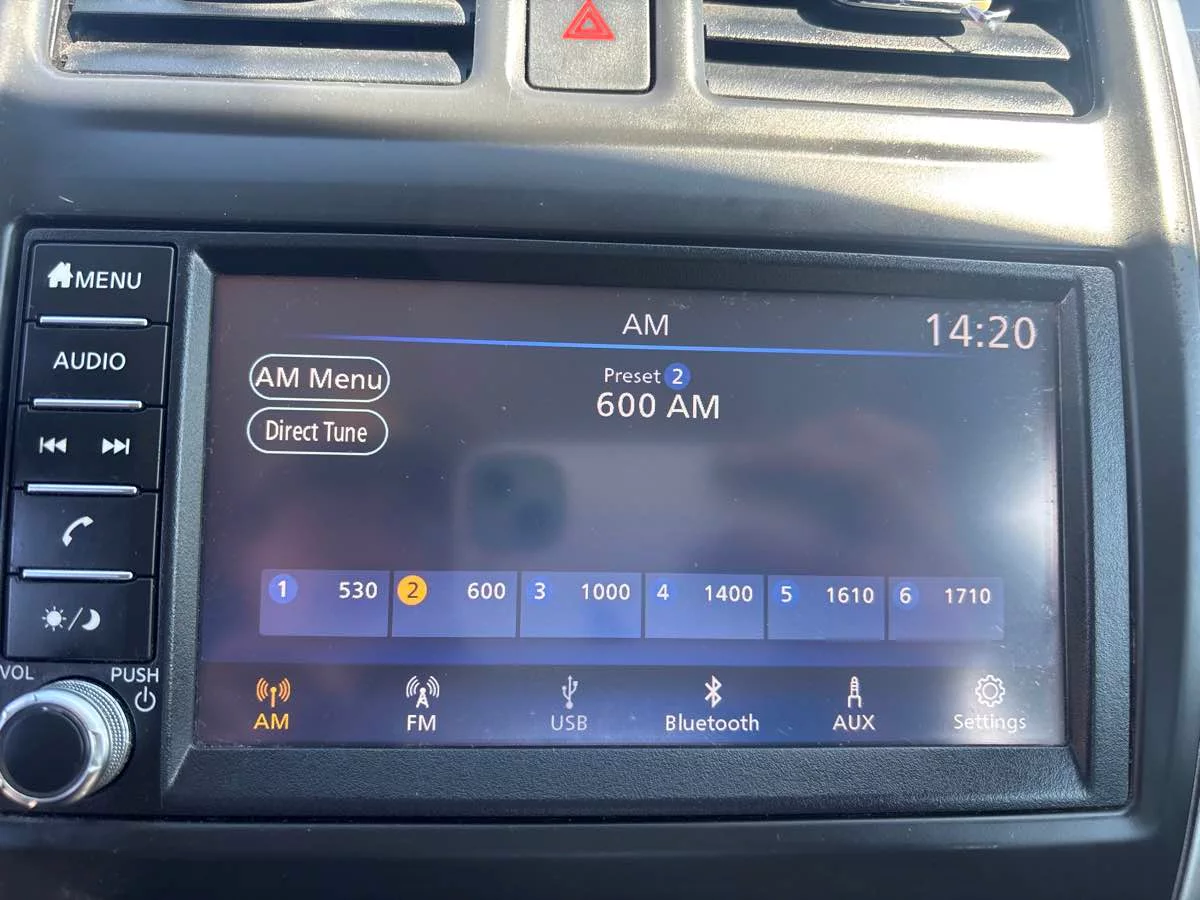 MENU
AUDIO
VOL
PUSH
AM
14:20
AM Menu
Direct Tune
Preset 2
600 AM
1 530
2 600
3 1000
4 1400
5 1610
6 1710
AM
FM
USB
Bluetooth
AUX
Settings